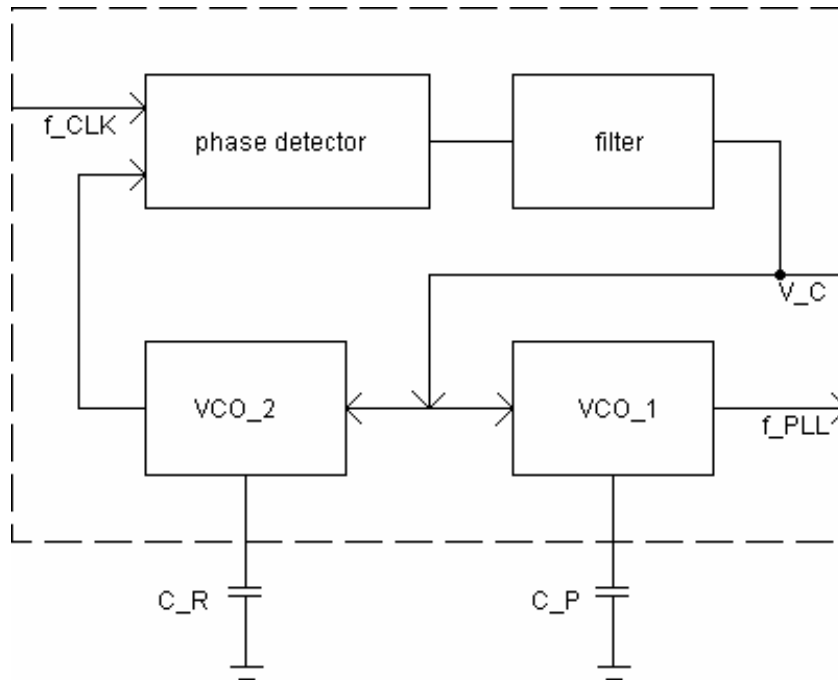 f_CLK
phase detector
filter
V_C
VCO_2
VCO_1
f_PLL
C_R
C_P